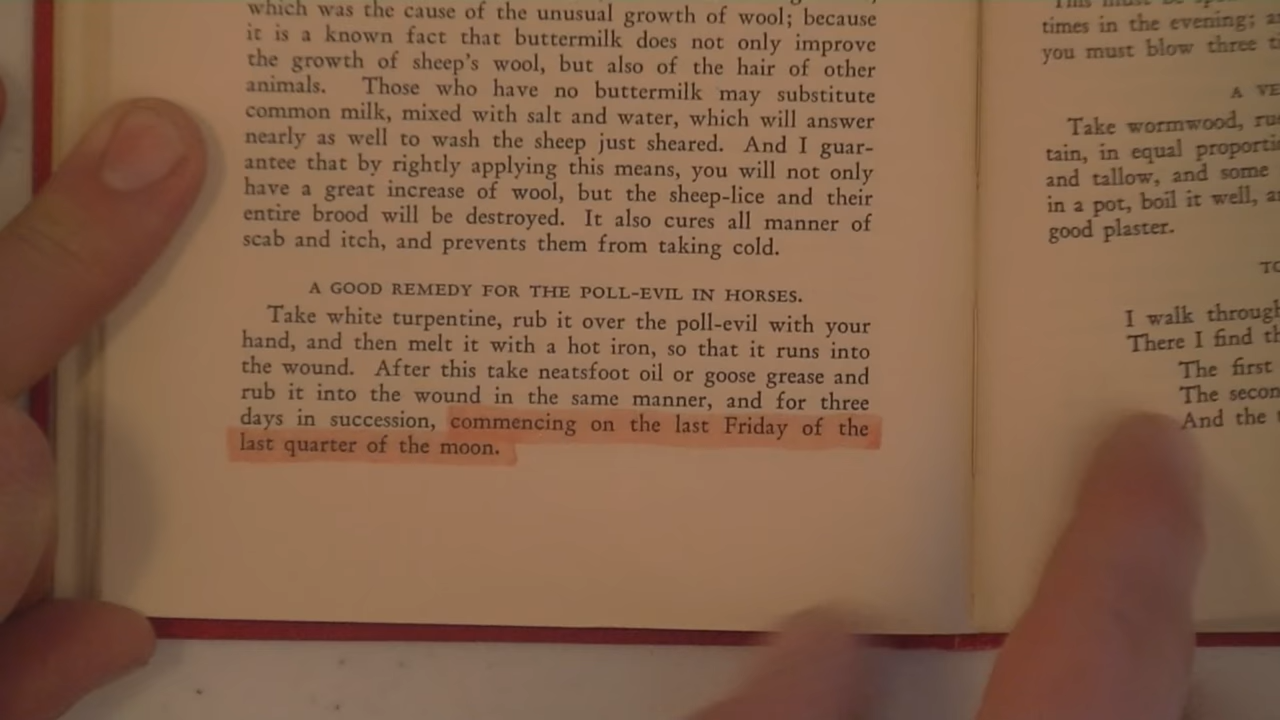 which was the cause of the unusual growth of wool; because
it is a known fact that buttermilk does not only improve
the growth of sheep's wool, but also of the hair of other
animals. Those who have no buttermilk may substitute
common milk, mixed with salt and water, which will answer
nearly as well to wash the sheep just sheared. And I guar-
antee that by rightly applying this means, you will not only
have a great increase of wool, but the sheep-lice and their
entire brood will be destroyed. It also cures all manner of
scab and itch, and prevents them from taking cold.
A GOOD REMEDY FOR THE POLL-EVIL IN HORSES.
Take white turpentine, rub it over the poll-evil with your
hand, and then melt it with a hot iron, so that it runs into
the wound. After this take neatsfoot oil or goose grease and
rub it into the wound in the same manner, and for three
days in succession, commencing on the last Friday of the
last quarter of the moon.
times in the evening;
you must blow three
A VE
Take wormwood,
tain, in equal
and tallow, and some
in a pot, boil it well,
good plaster.
TO
I walk through
There I find
The first
The
And the